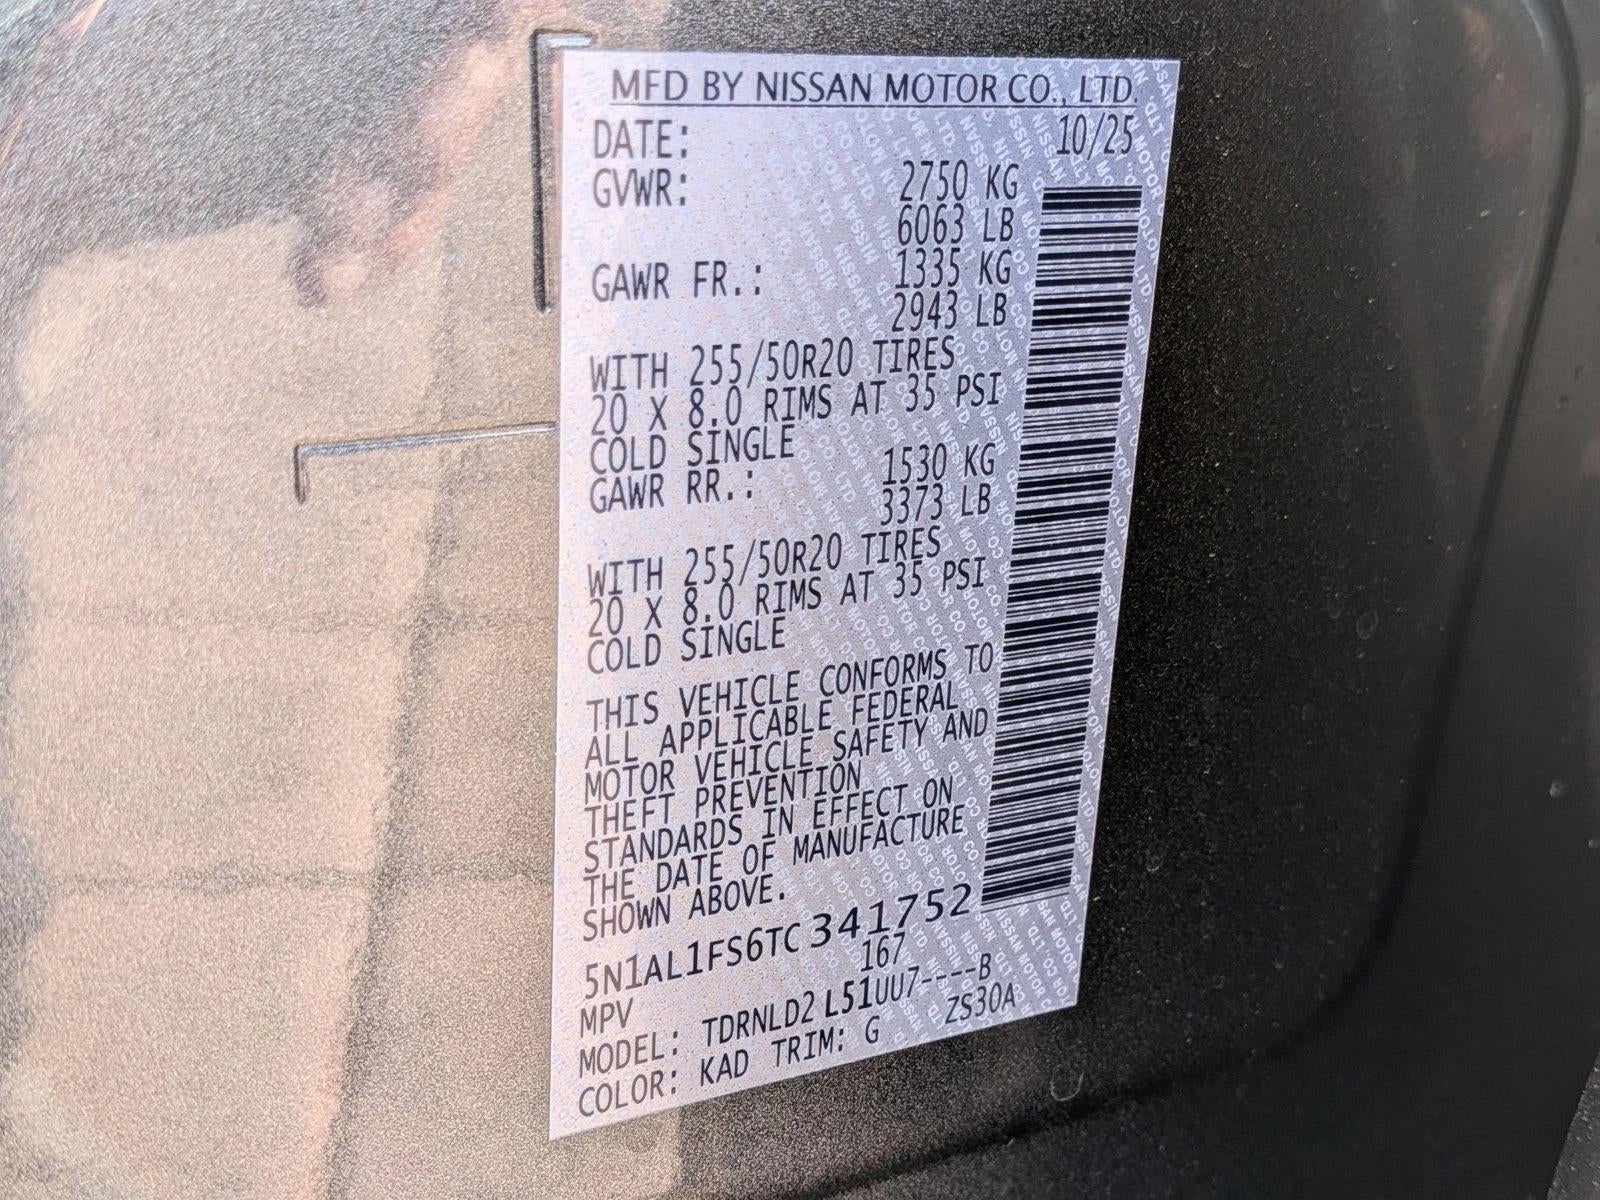 MFD BY NISSAN MOTOR CO., LTD.
DATE: 10/25
GVWR: 2750 KG
6063 LB
GAWR FR.: 1335 KG
2943 LB
WITH 255/50R20 TIRES
20 X 8.0 RIMS AT 35 PSI
COLD SINGLE
GAWR RR.: 1530 KG
3373 LB
WITH 255/50R20 TIRES
20 X 8.0 RIMS AT 35 PSI
COLD SINGLE
THIS VEHICLE CONFORMS TO
ALL APPLICABLE FEDERAL
MOTOR VEHICLE SAFETY AND
THEFT PREVENTION
STANDARDS IN EFFECT ON
THE DATE OF MANUFACTURE
SHOWN ABOVE.
5N1AL1FS6TC341752
MPV 167
MODEL: TDRNLD2 L51UU7----B
COLOR: KAD TRIM: G ZS30A